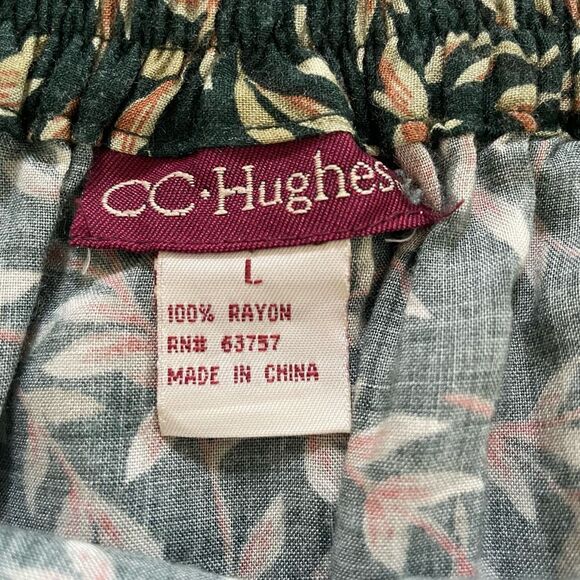 CC·Hughes
L
100% RAYON
RN# 63757
MADE IN CHINA